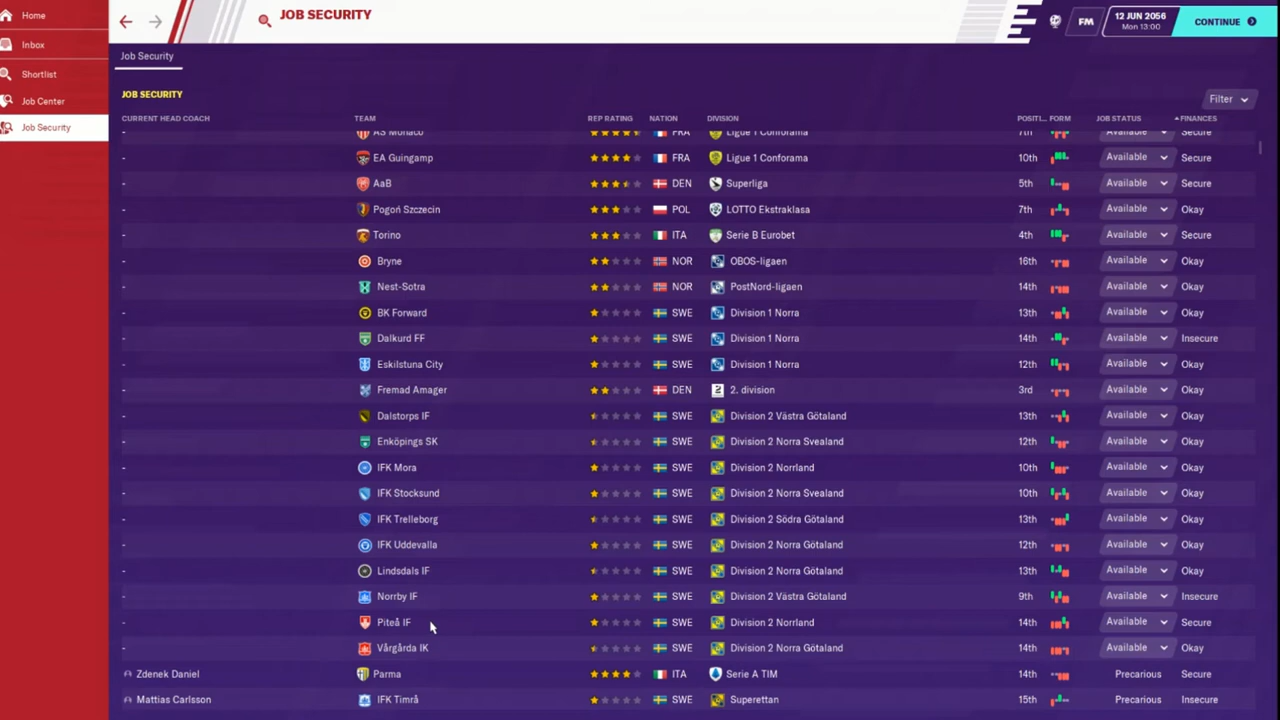 Home
Inbox
Shortlist
Job Center
Job Security
JOB SECURITY
FM
12 JUN 2056
Mon 13:00
CONTINUE
Job Security
JOB SECURITY
Filter
CURRENT HEAD COACH TEAM REP RATING NATION DIVISION POSITI... FORM JOB STATUS FINANCES
- AS Monaco FRA Ligue 1 Conforama 7th Available Secure
- EA Guingamp FRA Ligue 1 Conforama 10th Available Secure
- AaB DEN Superliga 5th Available Secure
- Pogoń Szczecin POL LOTTO Ekstraklasa 7th Available Okay
- Torino ITA Serie B Eurobet 4th Available Secure
- Bryne NOR OBOS-ligaen 16th Available Okay
- Nest-Sotra NOR PostNord-ligaen 14th Available Okay
- BK Forward SWE Division 1 Norra 13th Available Okay
- Dalkurd FF SWE Division 1 Norra 14th Available Insecure
- Eskilstuna City SWE Division 1 Norra 12th Available Okay
- Fremad Amager DEN 2 2. division 3rd Available Okay
- Dalstorps IF SWE Division 2 Västra Götaland 13th Available Okay
- Enköpings SK SWE Division 2 Norra Svealand 12th Available Okay
- IFK Mora SWE Division 2 Norrland 10th Available Okay
- IFK Stocksund SWE Division 2 Norra Svealand 10th Available Okay
- IFK Trelleborg SWE Division 2 Södra Götaland 13th Available Okay
- IFK Uddevalla SWE Division 2 Norra Götaland 12th Available Okay
- Lindsdals IF SWE Division 2 Norra Götaland 13th Available Okay
- Norrby IF SWE Division 2 Västra Götaland 9th Available Insecure
- Piteå IF SWE Division 2 Norrland 14th Available Secure
- Vårgårda IK SWE Division 2 Norra Götaland 14th Available Okay
Zdenek Daniel Parma ITA Serie A TIM 14th Precarious Secure
Mattias Carlsson IFK Timrå SWE Superettan 15th Precarious Insecure